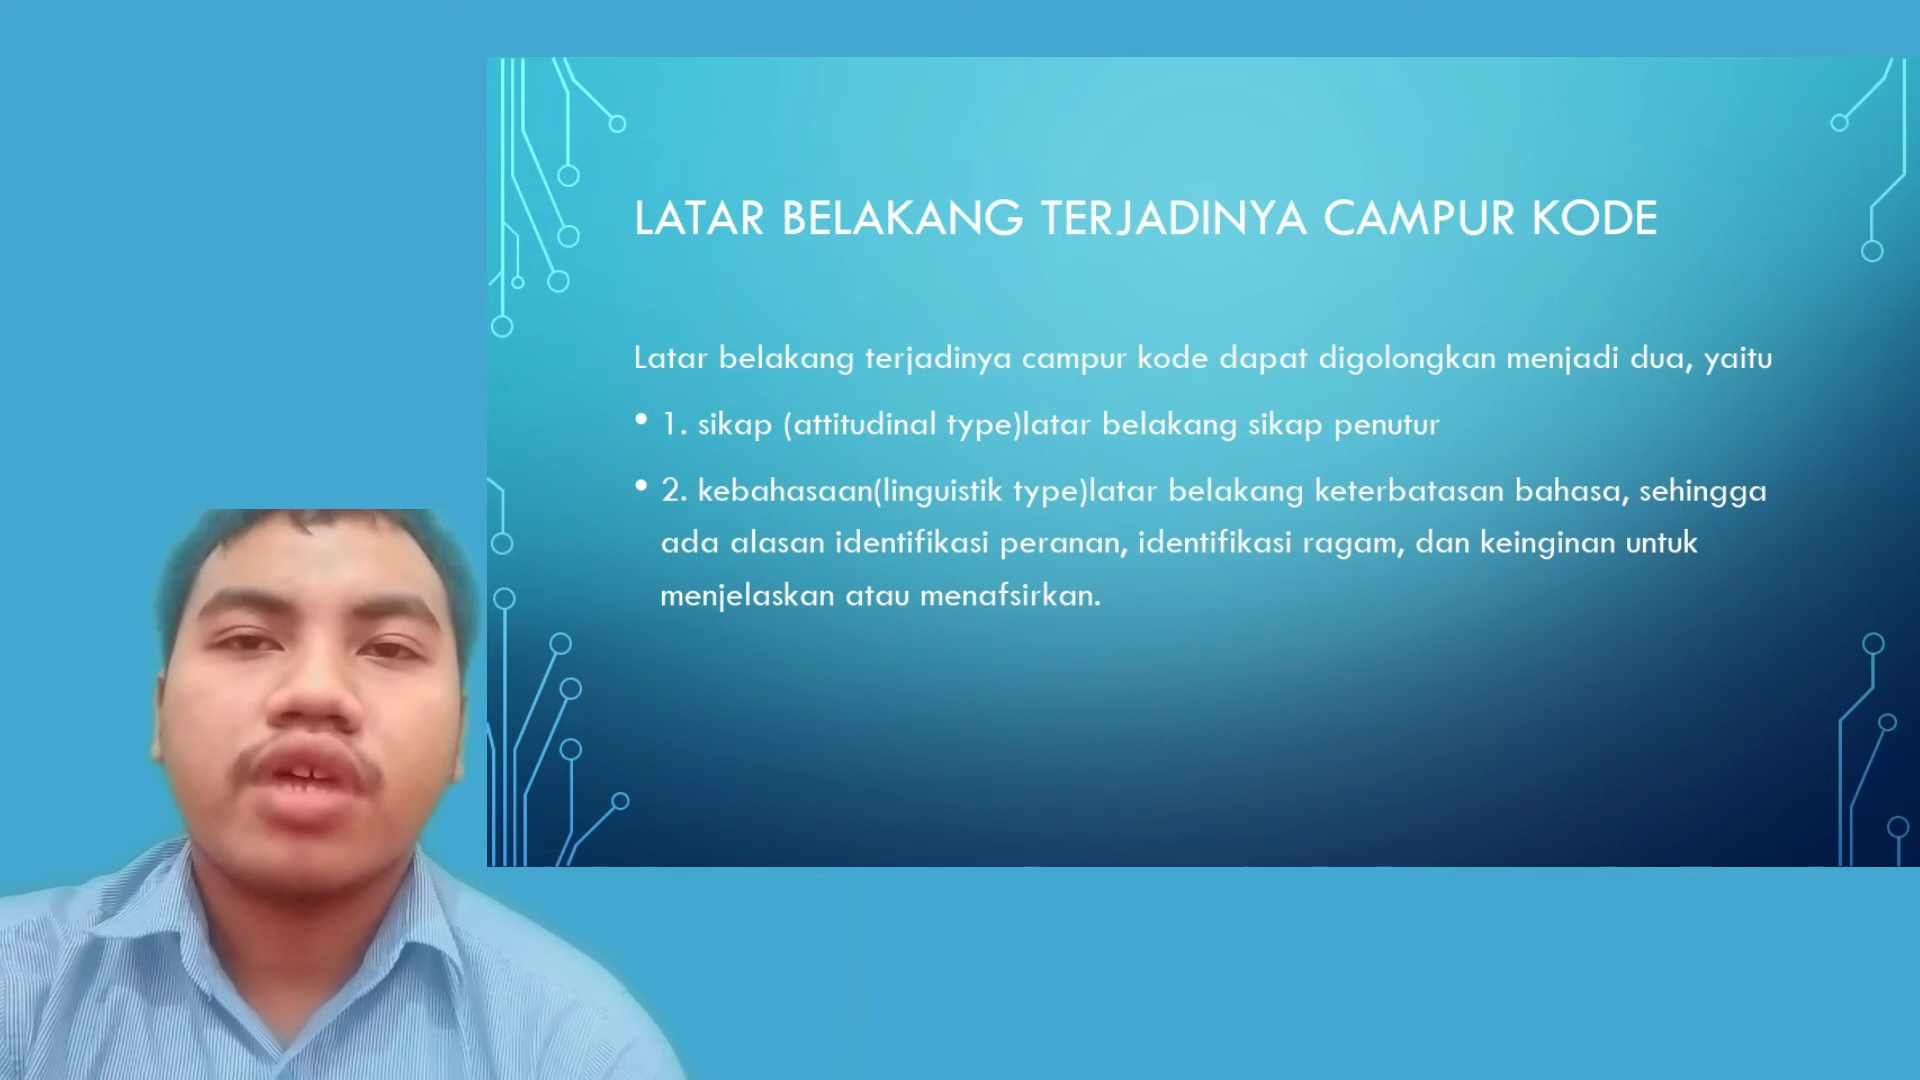 LATAR BELAKANG TERJADINYA CAMPUR KODE
Latar belakang terjadinya campur kode dapat digolongkan menjadi dua, yaitu
• 1. sikap (attitudinal type)latar belakang sikap penutur
• 2. kebahasaan(linguistik type)latar belakang keterbatasan bahasa, sehingga
ada alasan identifikasi peranan, identifikasi ragam, dan keinginan untuk
menjelaskan atau menafsirkan.